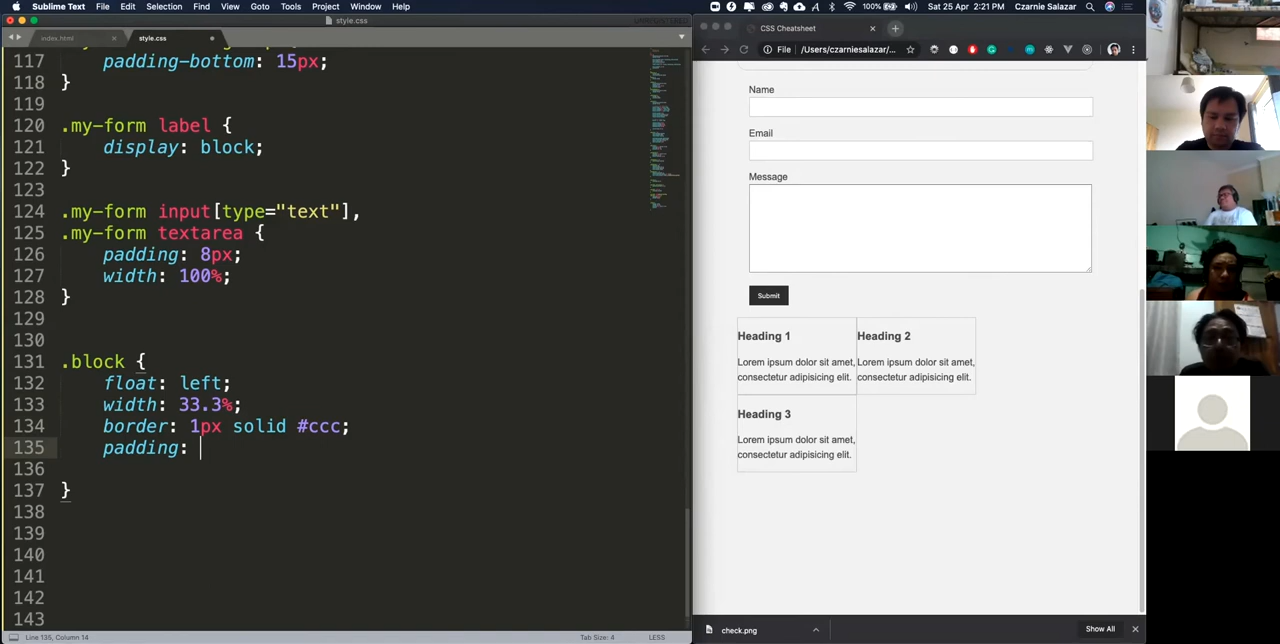 Sublime Text File Edit Selection Find View Goto Tools Project Window Help
100% Sat 25 Apr 2:21 PM Czarnie Salazar
style.css
UNREGISTERED
index.html
style.css
117 padding-bottom: 15px;
118 }
119
120 .my-form label {
121 display: block;
122 }
123
124 .my-form input[type="text"],
125 .my-form textarea {
126 padding: 8px;
127 width: 100%;
128 }
129
130
131 .block {
132 float: left;
133 width: 33.3%;
134 border: 1px solid #ccc;
135 padding:
136
137 }
138
139
140
141
142
143
Line 135, Column 14
Tab Size: 4
LESS
CSS Cheatsheet
File /Users/czarniesalazar/...
Name
Email
Message
Submit
Heading 1
Lorem ipsum dolor sit amet,
consectetur adipisicing elit.
Heading 2
Lorem ipsum dolor sit amet,
consectetur adipisicing elit.
Heading 3
Lorem ipsum dolor sit amet,
consectetur adipisicing elit.
check.png
Show All